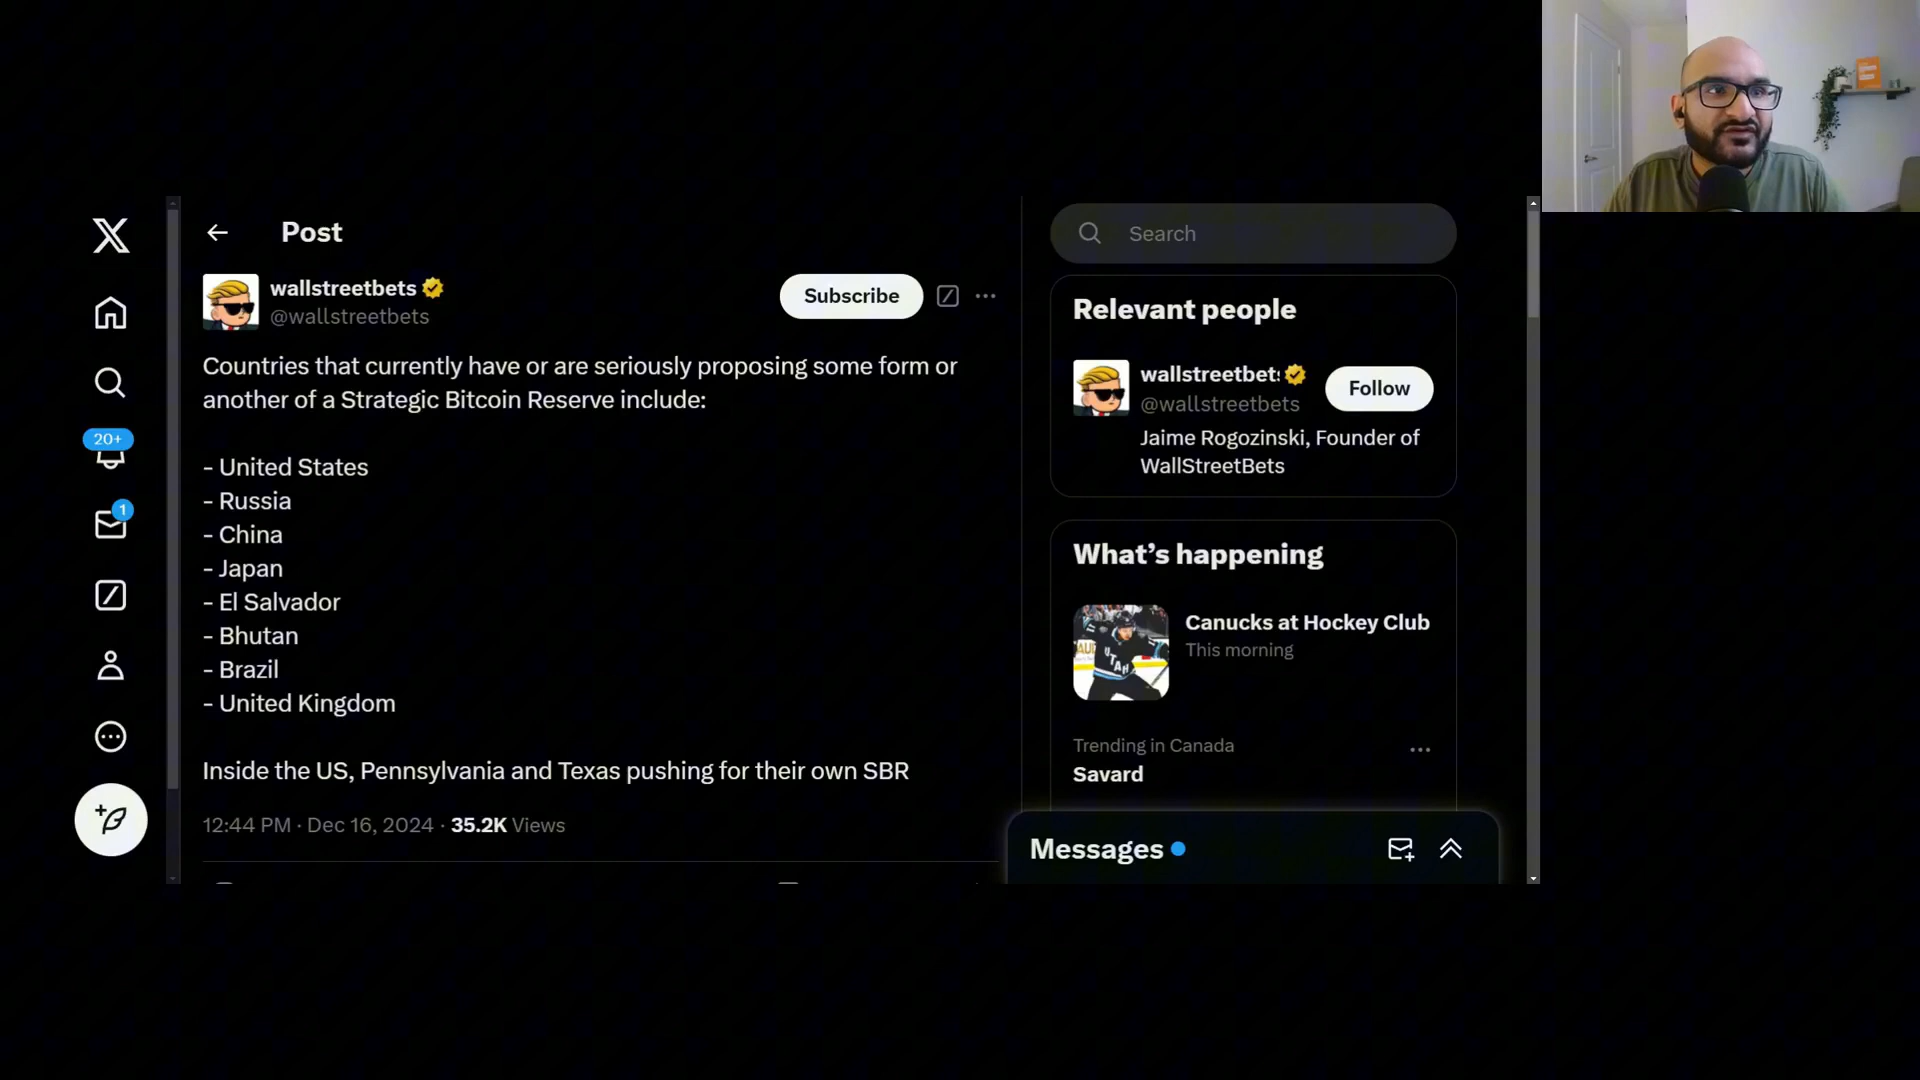 Post
wallstreetbets
@wallstreetbets
Subscribe
Countries that currently have or are seriously proposing some form or
another of a Strategic Bitcoin Reserve include:
- United States
- Russia
- China
- Japan
- El Salvador
- Bhutan
- Brazil
- United Kingdom
Inside the US, Pennsylvania and Texas pushing for their own SBR
12:44 PM · Dec 16, 2024 · 35.2K Views
20+
1
Search
Relevant people
wallstreetbets
@wallstreetbets
Follow
Jaime Rogozinski, Founder of
WallStreetBets
What's happening
UTAH
Canucks at Hockey Club
This morning
Trending in Canada
Savard
Messages